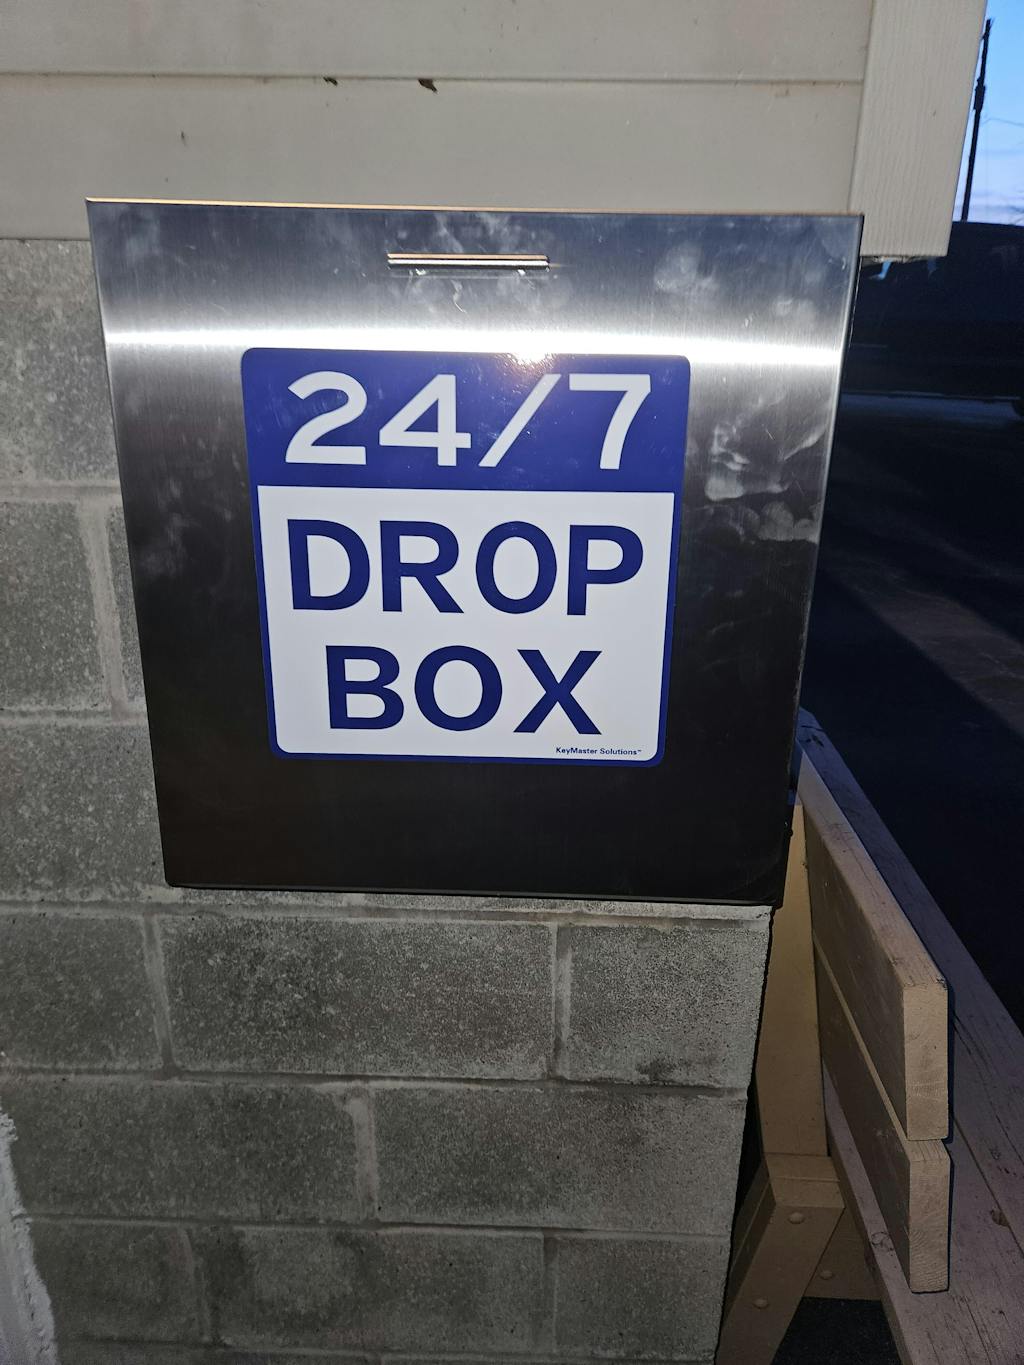 24/7
DROP
BOX
KeyMaster Solutions™